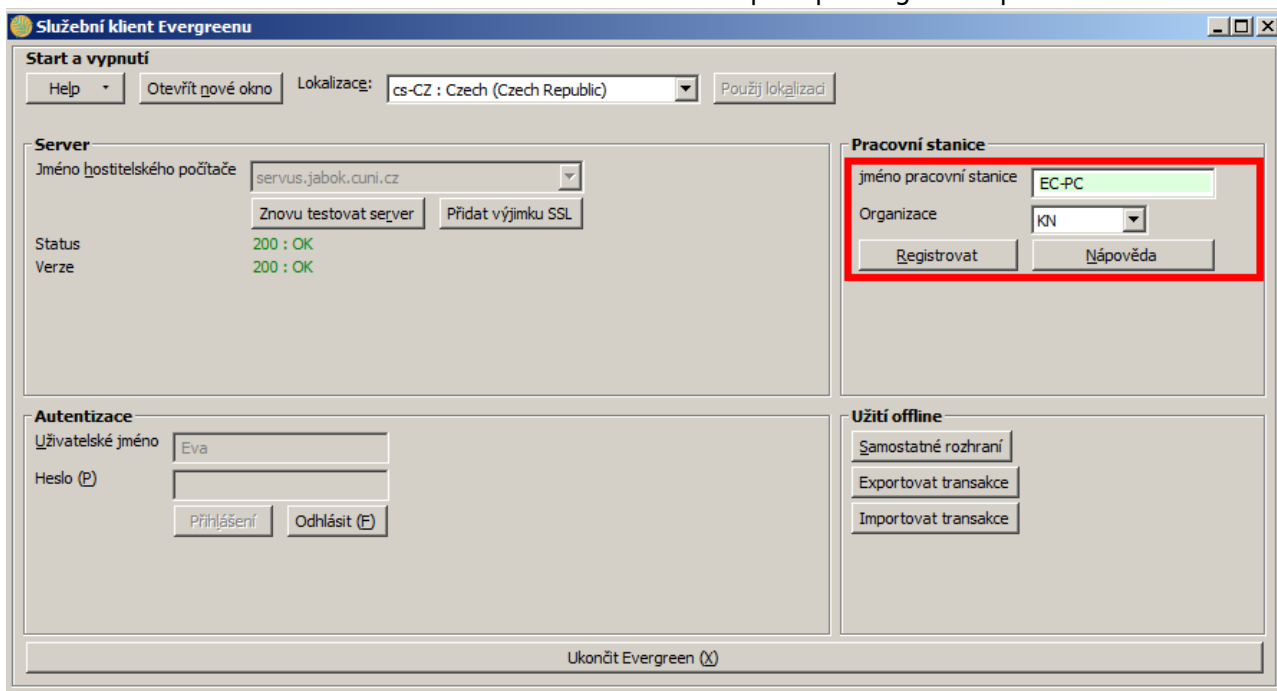 Služební klient Evergreenu
Start a vypnutí
Help Otevřít nové okno Lokalizace: cs-CZ : Czech (Czech Republic) Použij lokalizaci
Server
Jméno hostitelského počítače servus.jabok.cuni.cz
Znovu testovat server Přidat výjimku SSL
Status 200 : OK
Verze 200 : OK
Pracovní stanice
jméno pracovní stanice EC-PC
Organizace KN
Registrovat Nápověda
Autentizace
Uživatelské jméno Eva
Heslo (P)
Přihlášení Odhlásit (F)
Užití offline
Samostatné rozhraní
Exportovat transakce
Importovat transakce
Ukončit Evergreen (X)